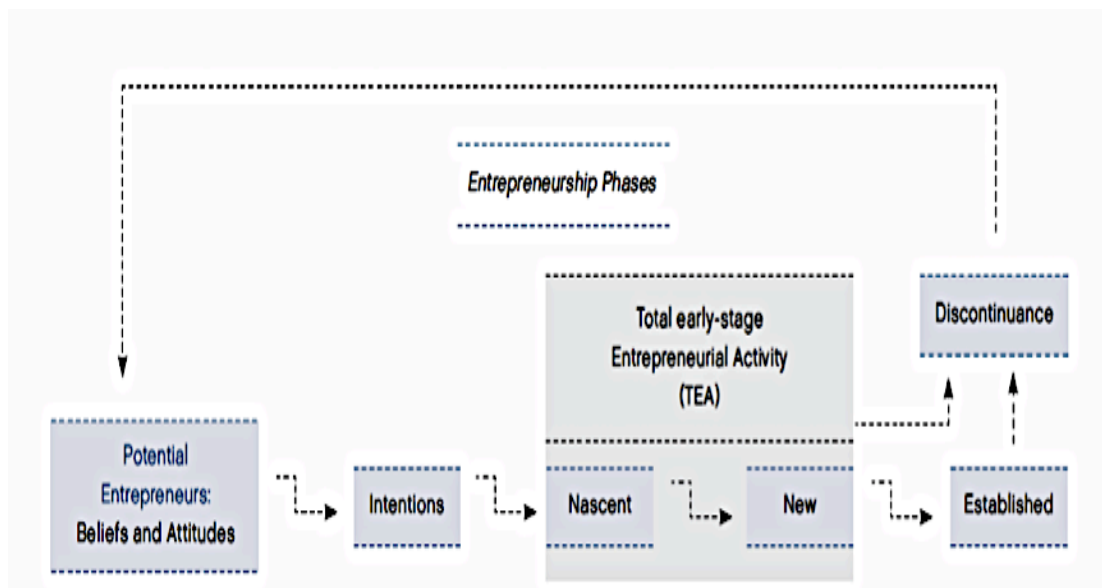 Entrepreneurship Phases
Total early-stage
Entrepreneurial Activity
(TEA)
Discontinuance
Potential
Entrepreneurs:
Beliefs and Attitudes
Intentions
Nascent
New
Established